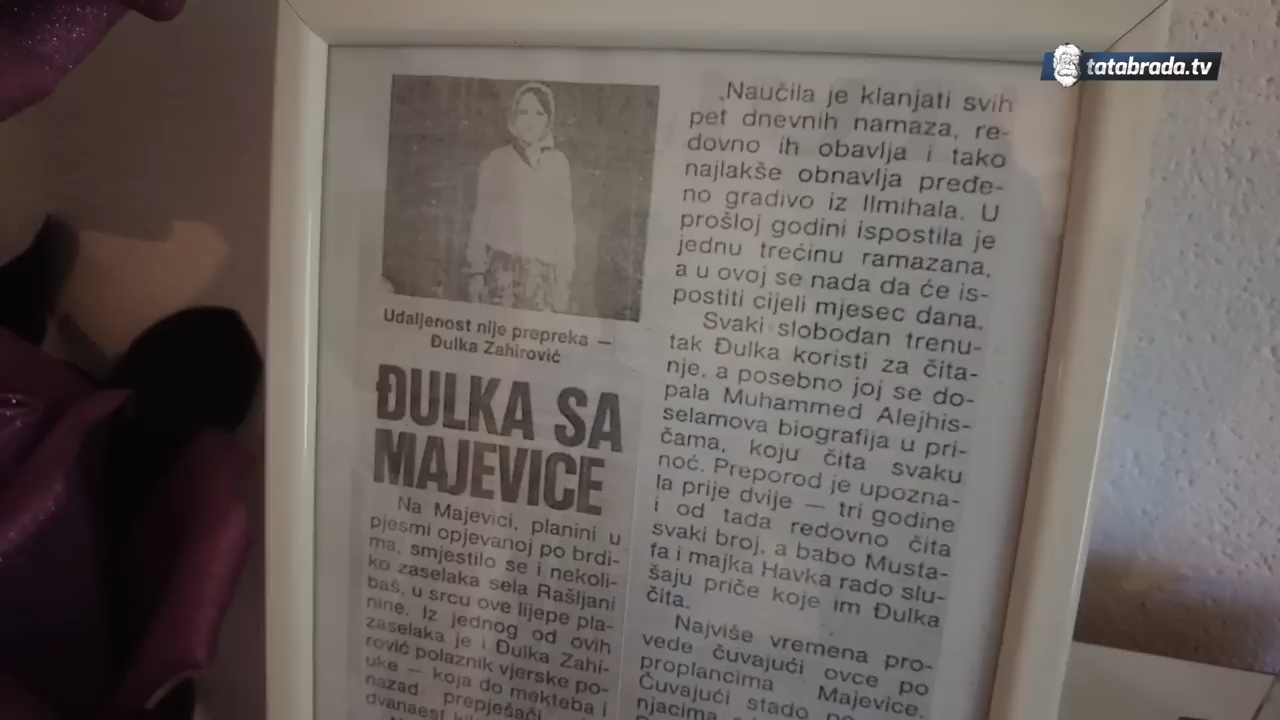 tatabrada.tv
Udaljenost nije prepreka —
Đulka Zahirović
ĐULKA SA
MAJEVICE
Na Majevici, planini u
pjesmi opjevanoj po brdi-
ma, smjestilo se i nekoli-
ko zaselaka sela Rašljani
baš, u srcu ove lijepe pla-
nine. Iz jednog od ovih
zaselaka je i Đulka Zahi-
rović polaznik vjerske po-
uke — koja do mekteba i
nazad prepješači
dvanaest
„Naučila je klanjati svih
pet dnevnih namaza, re-
dovno ih obavlja i tako
najlakše obnavlja pređe-
no gradivo iz Ilmihala. U
prošloj godini ispostila je
jednu trećinu ramazana,
a u ovoj se nada da će is-
postiti cijeli mjesec dana.
Svaki slobodan trenu-
tak Đulka koristi za čita-
nje, a posebno joj se do-
pala Muhammed Alejhis-
selamova biografija u pri-
čama, koju čita svaku
noć. Preporod je upozna-
la prije dvije — tri godine
i od tada redovno čita
svaki broj, a babo Musta-
fa i majka Havka rado slu-
šaju priče koje im Đulka
čita.
Najviše vremena pro-
vede čuvajući ovce po
proplancima Majevice.
Čuvajući stado
njacima